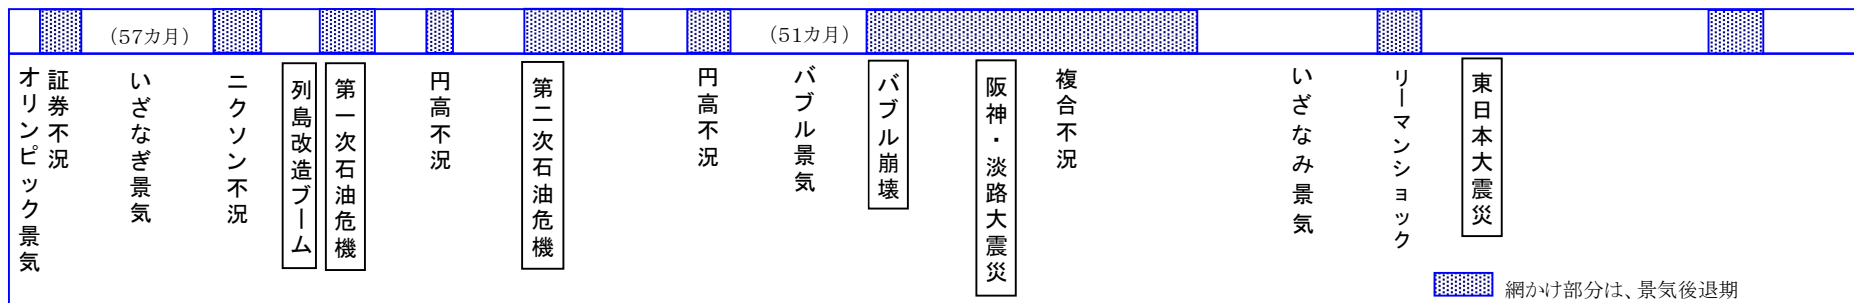 （57カ月）
（51カ月）
オリンピック景気
証券不況
いざなぎ景気
ニクソン不況
列島改造ブーム
第一次石油危機
円高不況
第二次石油危機
円高不況
バブル景気
バブル崩壊
阪神・淡路大震災
複合不況
いざなみ景気
リーマンショック
東日本大震災
網かけ部分は、景気後退期